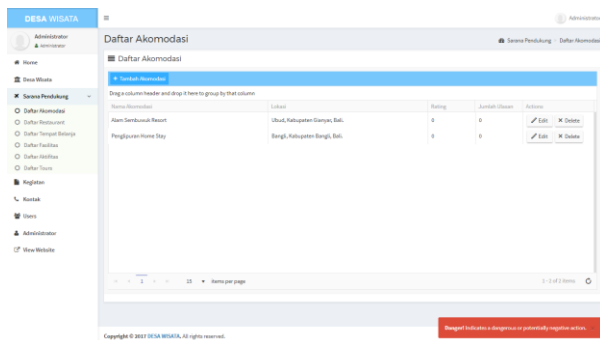 DESA WISATA
Administrator
Administrator
Administrator
Home
Desa Wisata
Sarana Pendukung
Daftar Akomodasi
Daftar Restaurant
Daftar Tempat Belanja
Daftar Fasilitas
Daftar Aktifitas
Daftar Tours
Kegiatan
Kontak
Users
Administrator
View Website
Daftar Akomodasi
Sarana Pendukung Daftar Akomodasi
Daftar Akomodasi
+ Tambah Akomodasi
Drag a column header and drop it here to group by that column
Nama Akomodasi Lokasi Rating Jumlah Ulasan Actions
Alam Sembuwuk Resort Ubud, Kabupaten Gianyar, Bali. 0 0 Edit Delete
Penglipuran Home Stay Bangli, Kabupaten Bangli, Bali. 0 0 Edit Delete
1 items per page 1 - 2 of 2 items
Danger! Indicates a dangerous or potentially negative action.
Copyright © 2017 DESA WISATA. All rights reserved.